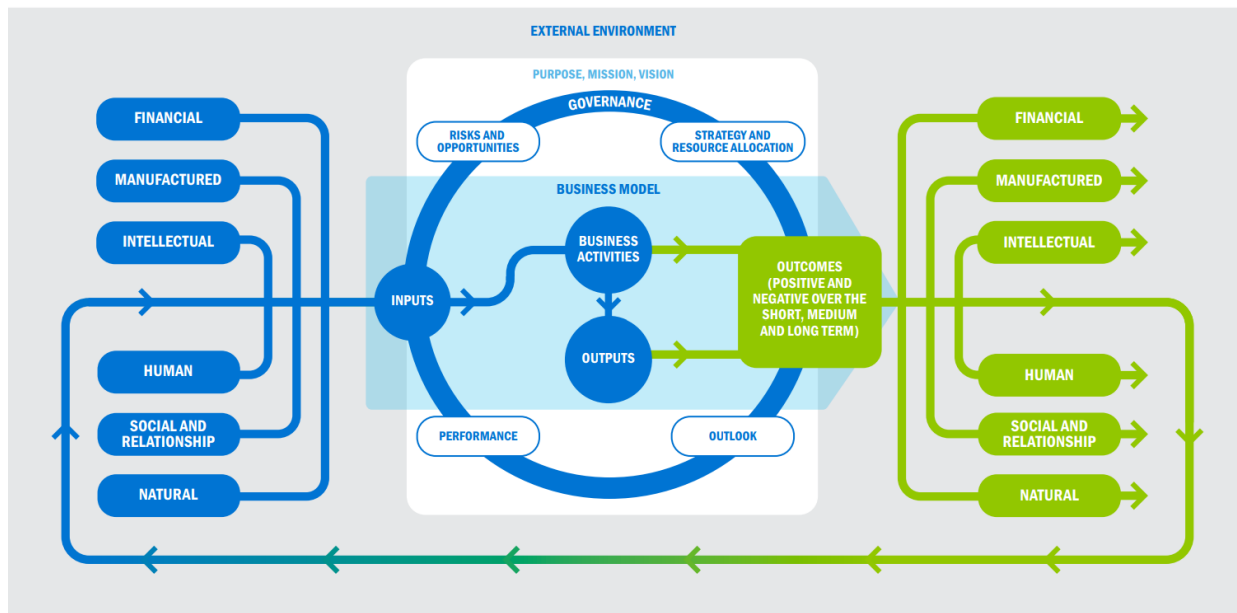 EXTERNAL ENVIRONMENT
PURPOSE, MISSION, VISION
GOVERNANCE
RISKS AND
OPPORTUNITIES
STRATEGY AND
RESOURCE ALLOCATION
FINANCIAL
MANUFACTURED
INTELLECTUAL
HUMAN
SOCIAL AND
RELATIONSHIP
NATURAL
BUSINESS MODEL
INPUTS
BUSINESS
ACTIVITIES
OUTPUTS
OUTCOMES
(POSITIVE AND
NEGATIVE OVER THE
SHORT, MEDIUM
AND LONG TERM)
PERFORMANCE
OUTLOOK
FINANCIAL
MANUFACTURED
INTELLECTUAL
HUMAN
SOCIAL AND
RELATIONSHIP
NATURAL